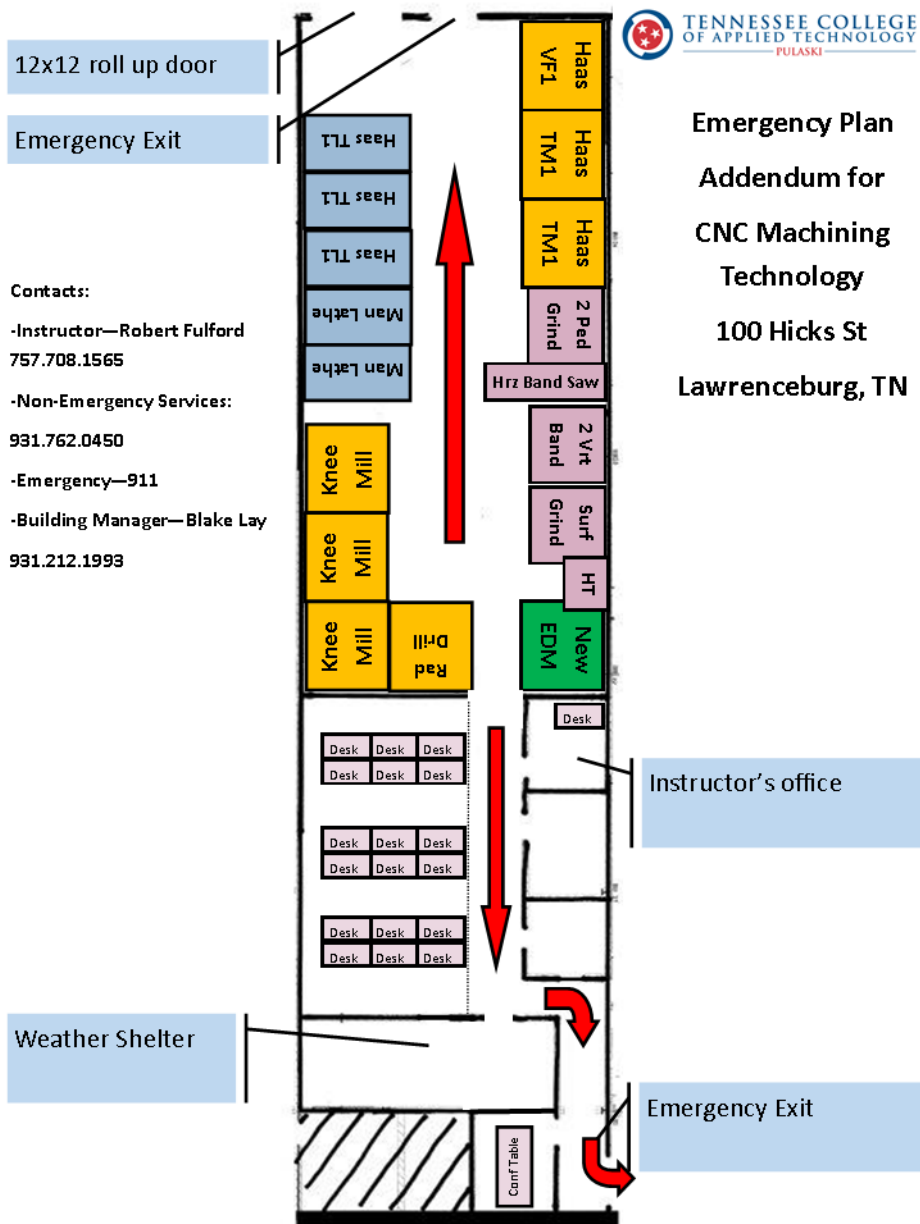 TENNESSEE COLLEGE
OF APPLIED TECHNOLOGY
PULASKI
Emergency Plan
Addendum for
CNC Machining
Technology
100 Hicks St
Lawrenceburg, TN
12x12 roll up door
Emergency Exit
Contacts:
-Instructor—Robert Fulford
757.708.1565
-Non-Emergency Services:
931.762.0450
-Emergency—911
-Building Manager—Blake Lay
931.212.1993
Haas TL1
Haas TL1
Haas TL1
Man Lathe
Man Lathe
Knee
Mill
Knee
Mill
Knee
Mill
Rad
Drill
Haas
VF1
Haas
TM1
Haas
TM1
2 Ped
Grind
Hrz Band Saw
2 Vrt
Band
Surf
Grind
HT
New
EDM
Desk
Desk Desk Desk
Desk Desk Desk
Desk Desk Desk
Desk Desk Desk
Desk Desk Desk
Desk Desk Desk
Instructor's office
Weather Shelter
Emergency Exit
Conf Table